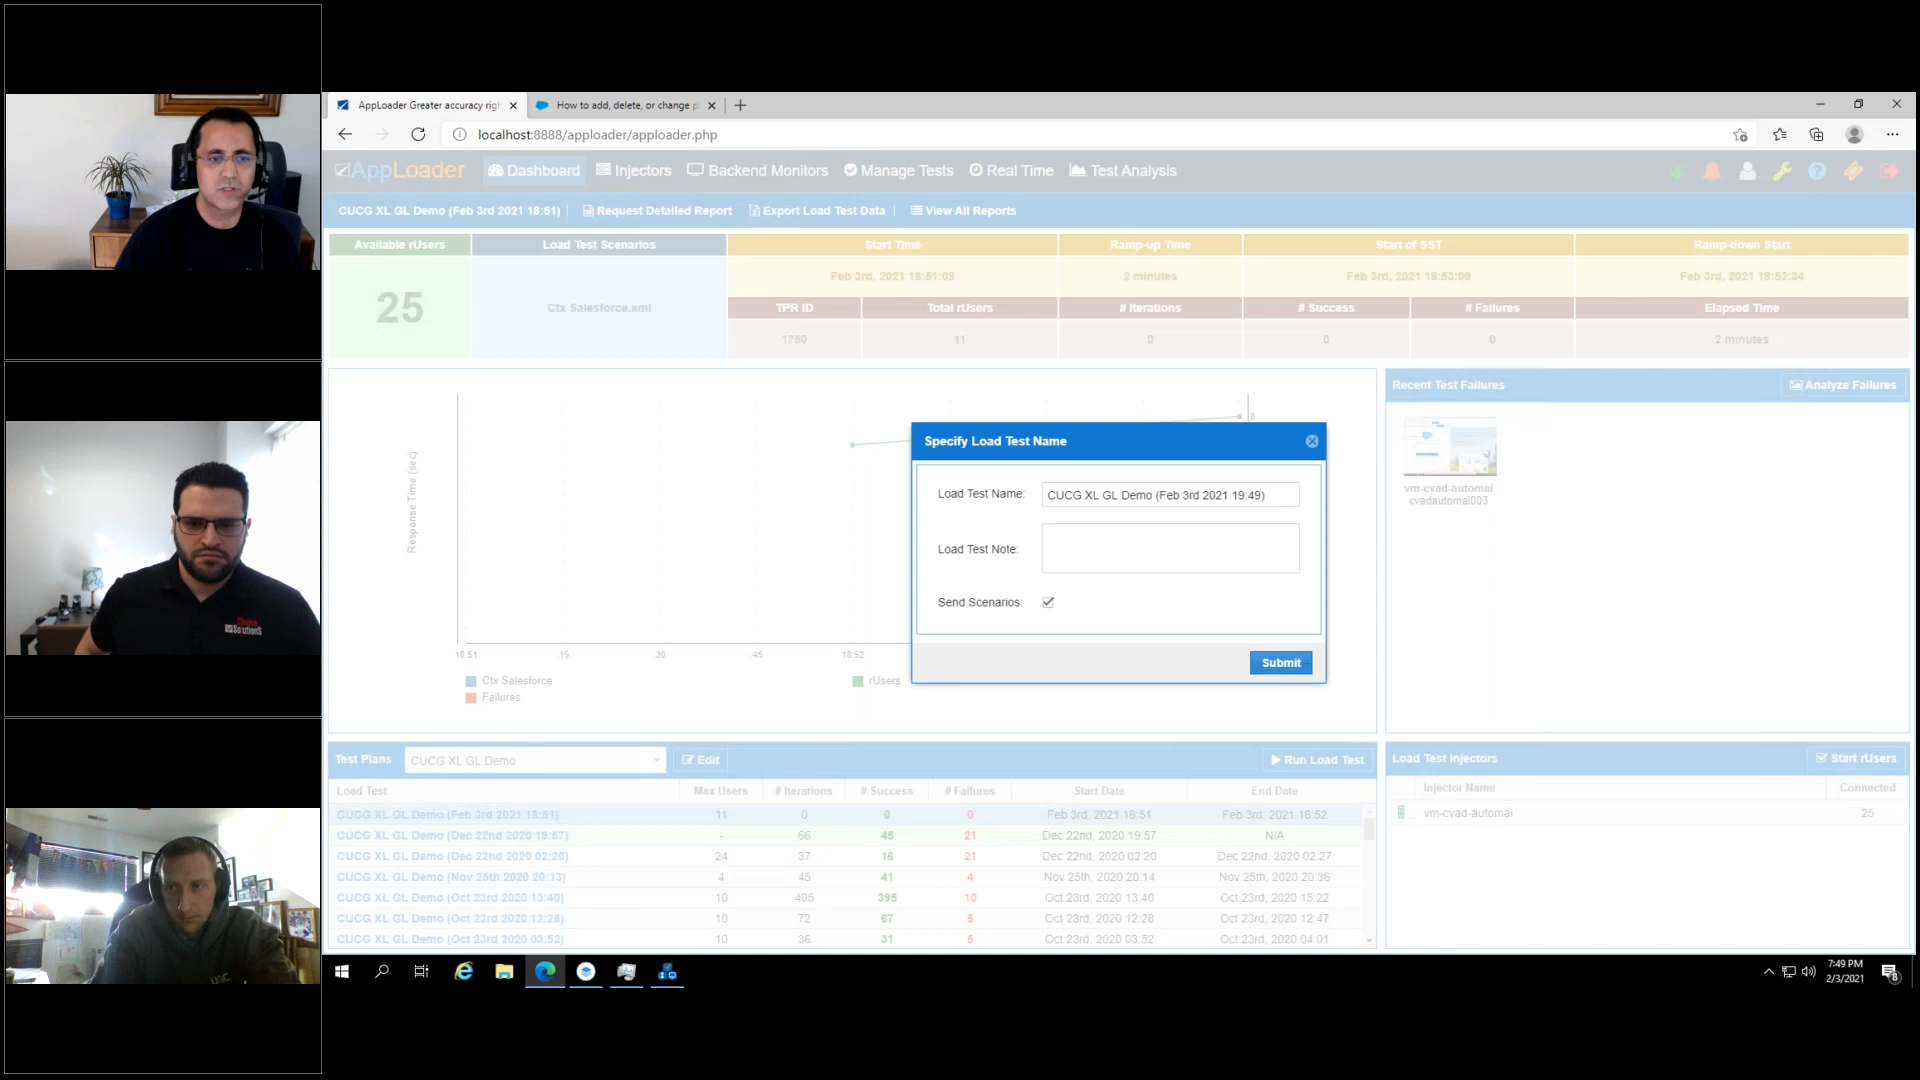 AppLoader Greater accuracy righ
How to add, delete, or change p
localhost:8888/apploader/apploader.php
AppLoader
Dashboard
Injectors
Backend Monitors
Manage Tests
Real Time
Test Analysis
CUCG XL GL Demo (Feb 3rd 2021 18:51)
Request Detailed Report
Export Load Test Data
View All Reports
Available rUsers
Load Test Scenarios
Start Time
Ramp-up Time
Start of SST
Ramp-down Start
25
Ctx Salesforce.xml
Feb 3rd, 2021 18:51:09
2 minutes
Feb 3rd, 2021 18:53:09
Feb 3rd, 2021 18:52:34
TPR ID
Total rUsers
# Iterations
# Success
# Failures
Elapsed Time
1750
11
0
0
0
2 minutes
Response Time (sec)
18:51
:15
:30
:45
18:52
Ctx Salesforce
Failures
rUsers
Recent Test Failures
Analyze Failures
vm-cvad-automai
cvadautomai003
Specify Load Test Name
Load Test Name:
CUCG XL GL Demo (Feb 3rd 2021 19:49)
Load Test Note:
Send Scenarios:
Submit
Test Plans
CUCG XL GL Demo
Edit
Run Load Test
Load Test
Max Users
# Iterations
# Success
# Failures
Start Date
End Date
CUCG XL GL Demo (Feb 3rd 2021 18:51) 11 0 0 0 Feb 3rd, 2021 18:51 Feb 3rd, 2021 18:52
CUCG XL GL Demo (Dec 22nd 2020 19:57) - 66 45 21 Dec 22nd, 2020 19:57 N/A
CUCG XL GL Demo (Dec 22nd 2020 02:20) 24 37 16 21 Dec 22nd, 2020 02:20 Dec 22nd, 2020 02:27
CUCG XL GL Demo (Nov 25th 2020 20:13) 4 45 41 4 Nov 25th, 2020 20:14 Nov 25th, 2020 20:36
CUCG XL GL Demo (Oct 23rd 2020 13:40) 10 405 395 10 Oct 23rd, 2020 13:40 Oct 23rd, 2020 15:22
CUCG XL GL Demo (Oct 23rd 2020 12:28) 10 72 67 5 Oct 23rd, 2020 12:28 Oct 23rd, 2020 12:47
CUCG XL GL Demo (Oct 23rd 2020 03:52) 10 36 31 5 Oct 23rd, 2020 03:52 Oct 23rd, 2020 04:01
Load Test Injectors
Start rUsers
Injector Name
Connected
vm-cvad-automai
25
7:49 PM
2/3/2021
8